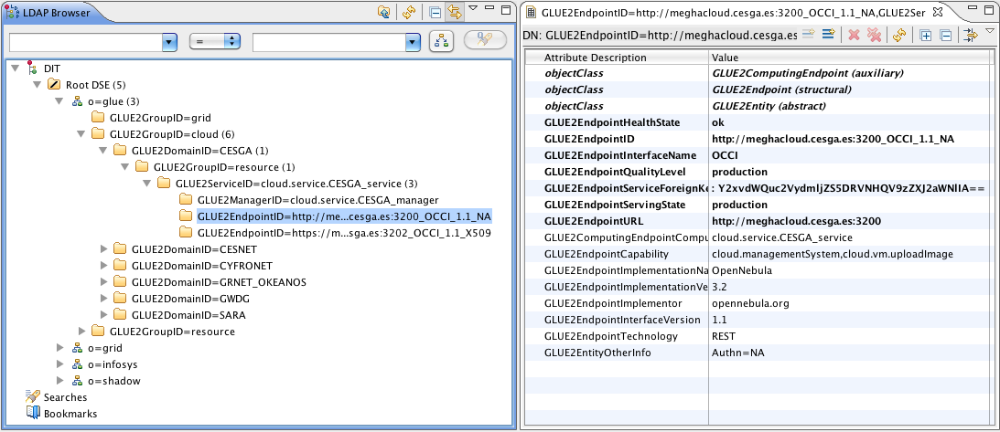 LDAP Browser
=
DIT
Root DSE (5)
o=glue (3)
GLUE2GroupID=grid
GLUE2GroupID=cloud (6)
GLUE2DomainID=CESGA (1)
GLUE2GroupID=resource (1)
GLUE2ServiceID=cloud.service.CESGA_service (3)
GLUE2ManagerID=cloud.service.CESGA_manager
GLUE2EndpointID=http://me...cesga.es:3200_OCCI_1.1_NA
GLUE2EndpointID=https://m...sga.es:3202_OCCI_1.1_X509
GLUE2DomainID=CESNET
GLUE2DomainID=CYFRONET
GLUE2DomainID=GRNET_OKEANOS
GLUE2DomainID=GWDG
GLUE2DomainID=SARA
GLUE2GroupID=resource
o=grid
o=infosys
o=shadow
Searches
Bookmarks
GLUE2EndpointID=http://meghacloud.cesga.es:3200_OCCI_1.1_NA,GLUE2Ser
DN: GLUE2EndpointID=http://meghacloud.cesga.es
Attribute Description Value
objectClass GLUE2ComputingEndpoint (auxiliary)
objectClass GLUE2Endpoint (structural)
objectClass GLUE2Entity (abstract)
GLUE2EndpointHealthState ok
GLUE2EndpointID http://meghacloud.cesga.es:3200_OCCI_1.1_NA
GLUE2EndpointInterfaceName OCCI
GLUE2EndpointQualityLevel production
GLUE2EndpointServiceForeignKe : Y2xvdWQuc2VydmljZS5DRVNHQV9zZXJ2aWNlIA==
GLUE2EndpointServingState production
GLUE2EndpointURL http://meghacloud.cesga.es:3200
GLUE2ComputingEndpointCompu cloud.service.CESGA_service
GLUE2EndpointCapability cloud.managementSystem,cloud.vm.uploadImage
GLUE2EndpointImplementationNa OpenNebula
GLUE2EndpointImplementationVe 3.2
GLUE2EndpointImplementor opennebula.org
GLUE2EndpointInterfaceVersion 1.1
GLUE2EndpointTechnology REST
GLUE2EntityOtherInfo Authn=NA